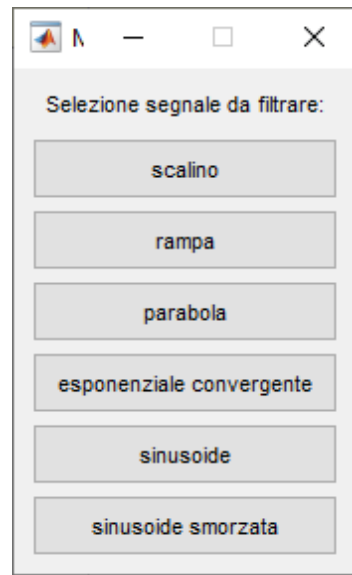 M
Selezione segnale da filtrare:
scalino
rampa
parabola
esponenziale convergente
sinusoide
sinusoide smorzata